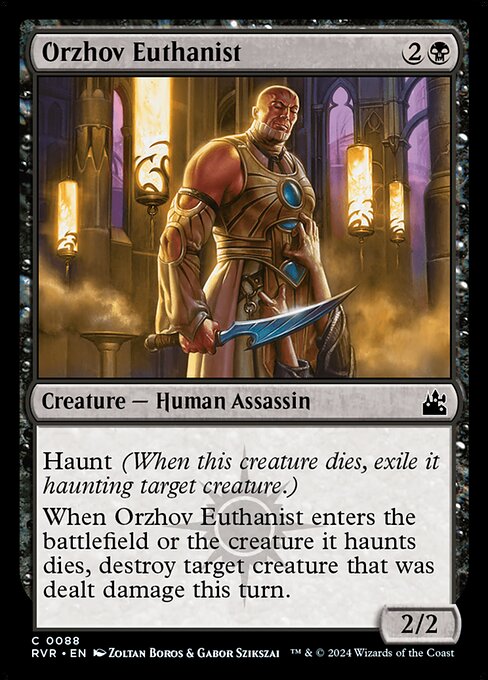 Orzhov Euthanist 2
Creature — Human Assassin
Haunt (When this creature dies, exile it
haunting target creature.)
When Orzhov Euthanist enters the
battlefield or the creature it haunts
dies, destroy target creature that was
dealt damage this turn.
2/2
C 0088
RVR • EN Zoltan Boros & Gabor Szikszai ™ & © 2024 Wizards of the Coast